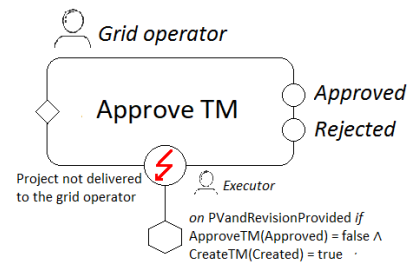 Grid operator
Approve TM
Approved
Rejected
Project not delivered
to the grid operator
Executor
on PVandRevisionProvided if
ApproveTM(Approved) = false ∧
CreateTM(Created) = true